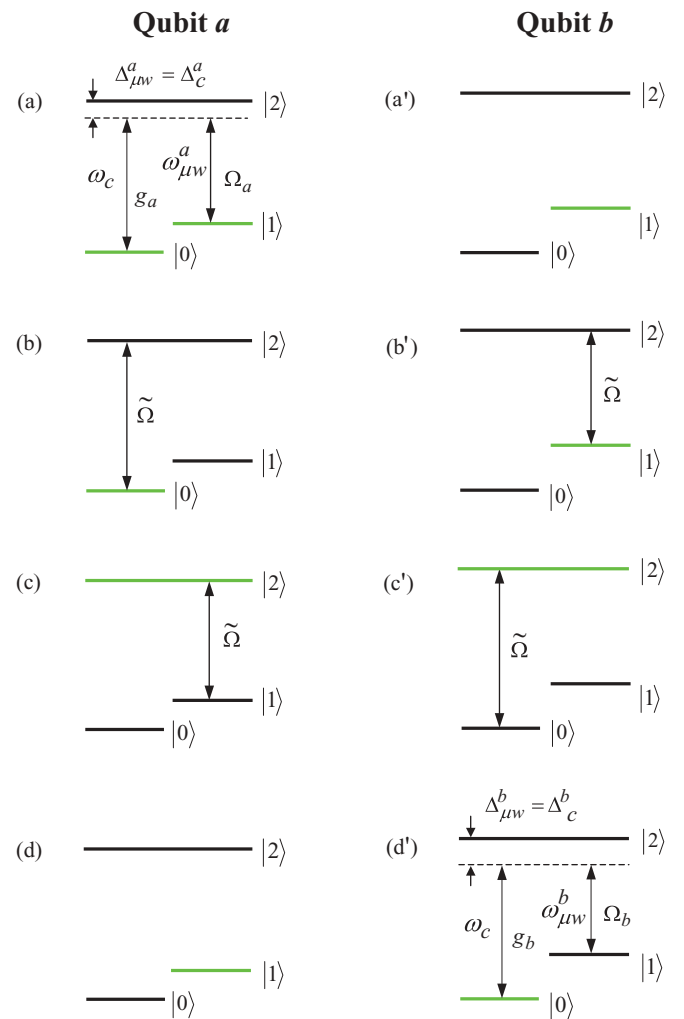 Qubit a Qubit b
(a) Δ^a_μw = Δ^a_c |2⟩
ω_c g_a ω^a_μw Ω_a
|1⟩
|0⟩
(a') |2⟩
|1⟩
|0⟩
(b) |2⟩
Ω̃
|1⟩
|0⟩
(b') |2⟩
Ω̃
|1⟩
|0⟩
(c) |2⟩
Ω̃
|1⟩
|0⟩
(c') |2⟩
Ω̃
|1⟩
|0⟩
(d) |2⟩
|1⟩
|0⟩
(d') Δ^b_μw = Δ^b_c |2⟩
ω_c g_b ω^b_μw Ω_b
|1⟩
|0⟩